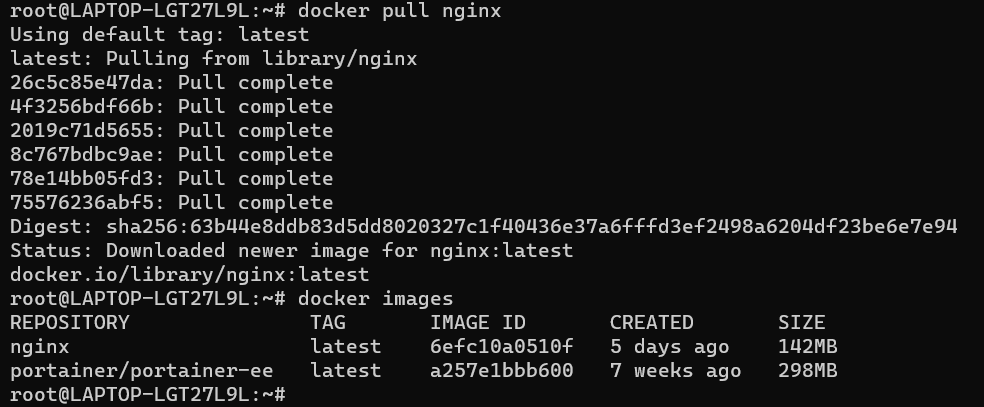 root@LAPTOP-LGT27L9L:~# docker pull nginx
Using default tag: latest
latest: Pulling from library/nginx
26c5c85e47da: Pull complete
4f3256bdf66b: Pull complete
2019c71d5655: Pull complete
8c767bdbc9ae: Pull complete
78e14bb05fd3: Pull complete
75576236abf5: Pull complete
Digest: sha256:63b44e8ddb83d5dd8020327c1f40436e37a6fffd3ef2498a6204df23be6e7e94
Status: Downloaded newer image for nginx:latest
docker.io/library/nginx:latest
root@LAPTOP-LGT27L9L:~# docker images
REPOSITORY               TAG       IMAGE ID       CREATED       SIZE
nginx                    latest    6efc10a0510f   5 days ago    142MB
portainer/portainer-ee   latest    a257e1bbb600   7 weeks ago   298MB
root@LAPTOP-LGT27L9L:~#